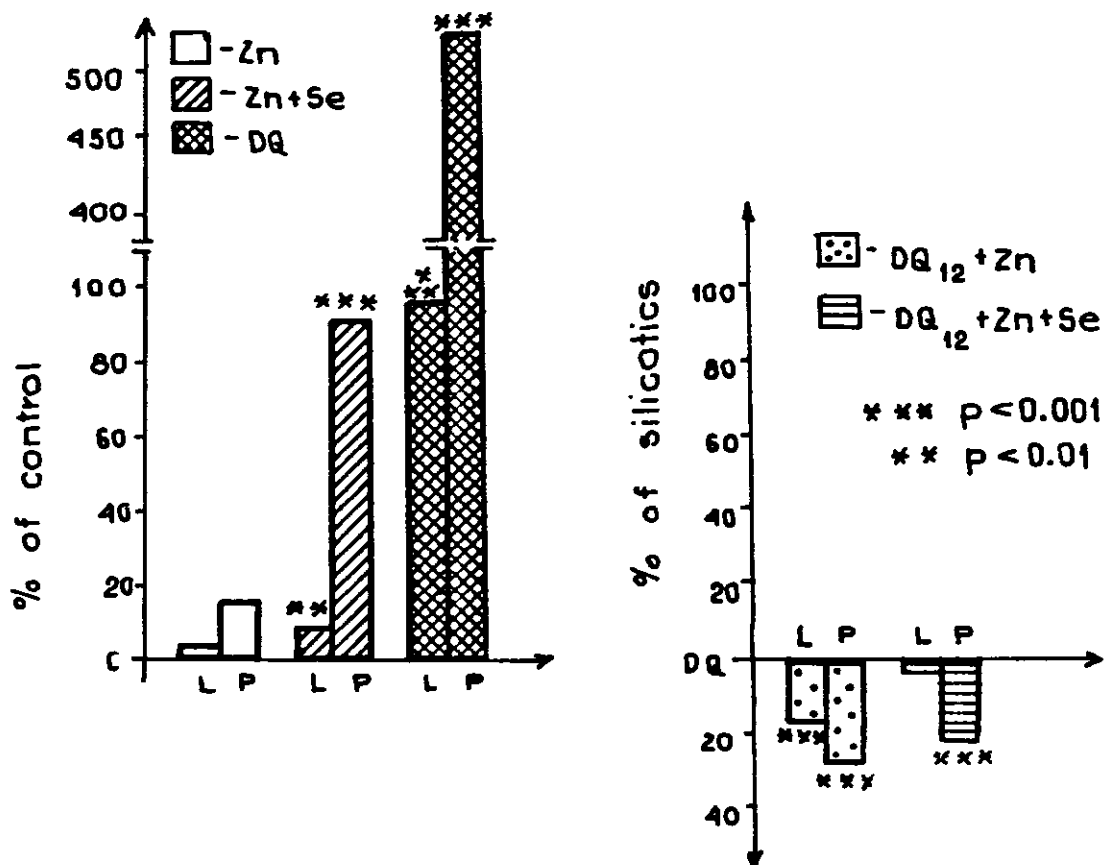 ***
- Zn
- Zn+Se
- DQ
500
450
400
100
80
60
40
20
C
% of control
** 
***
***
L P
L P
L P
100
80
60
40
20
DQ
20
40
% of silicotics
- DQ12 + Zn
- DQ12 + Zn + Se
*** p < 0.001
** p < 0.01
L P
L P
***
***
***